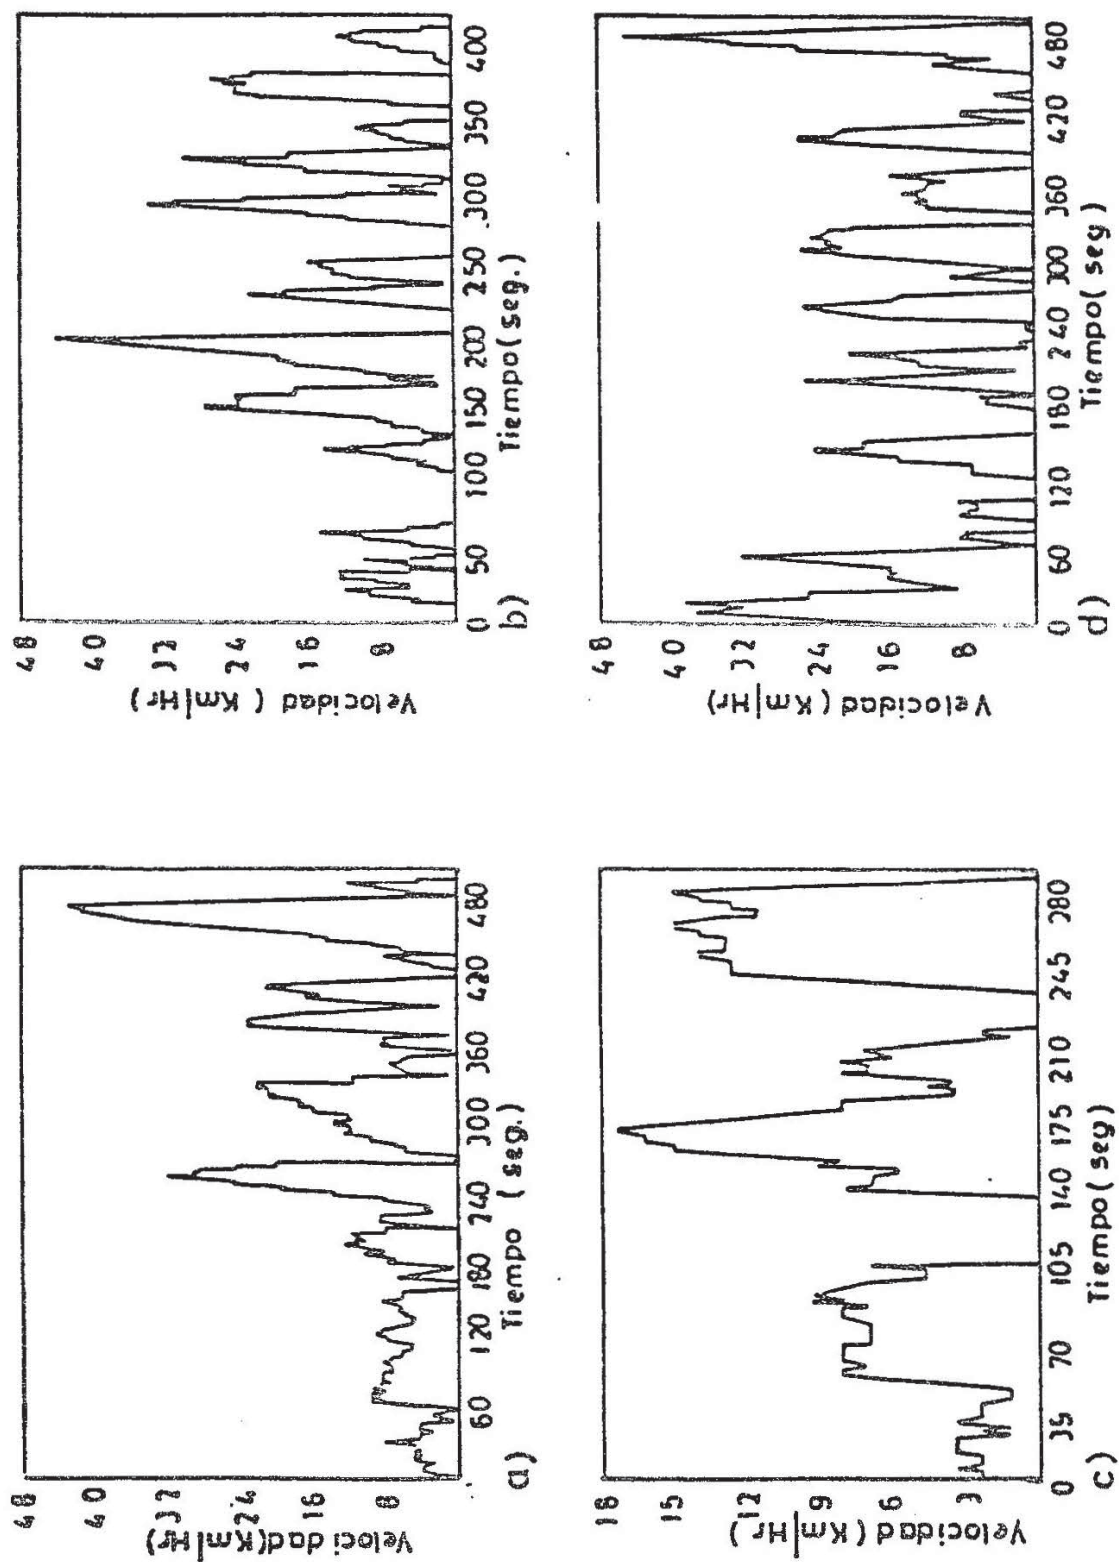 48
40
32
24
16
8
Velocidad(Km|Hr)
60 120 180 240 300 360 420 480
a) Tiempo (seg.)
48
40
32
24
16
8
Velocidad (Km|Hr)
0 50 100 150 200 250 300 350 400
b) Tiempo(seg.)
18
15
12
9
6
3
Velocidad (Km|Hr)
0 35 70 105 140 175 210 245 380
c) Tiempo(seg)
48
40
32
24
16
8
Velocidad(Km|Hr)
0 60 120 180 240 300 360 420 480
d) Tiempo(seg)